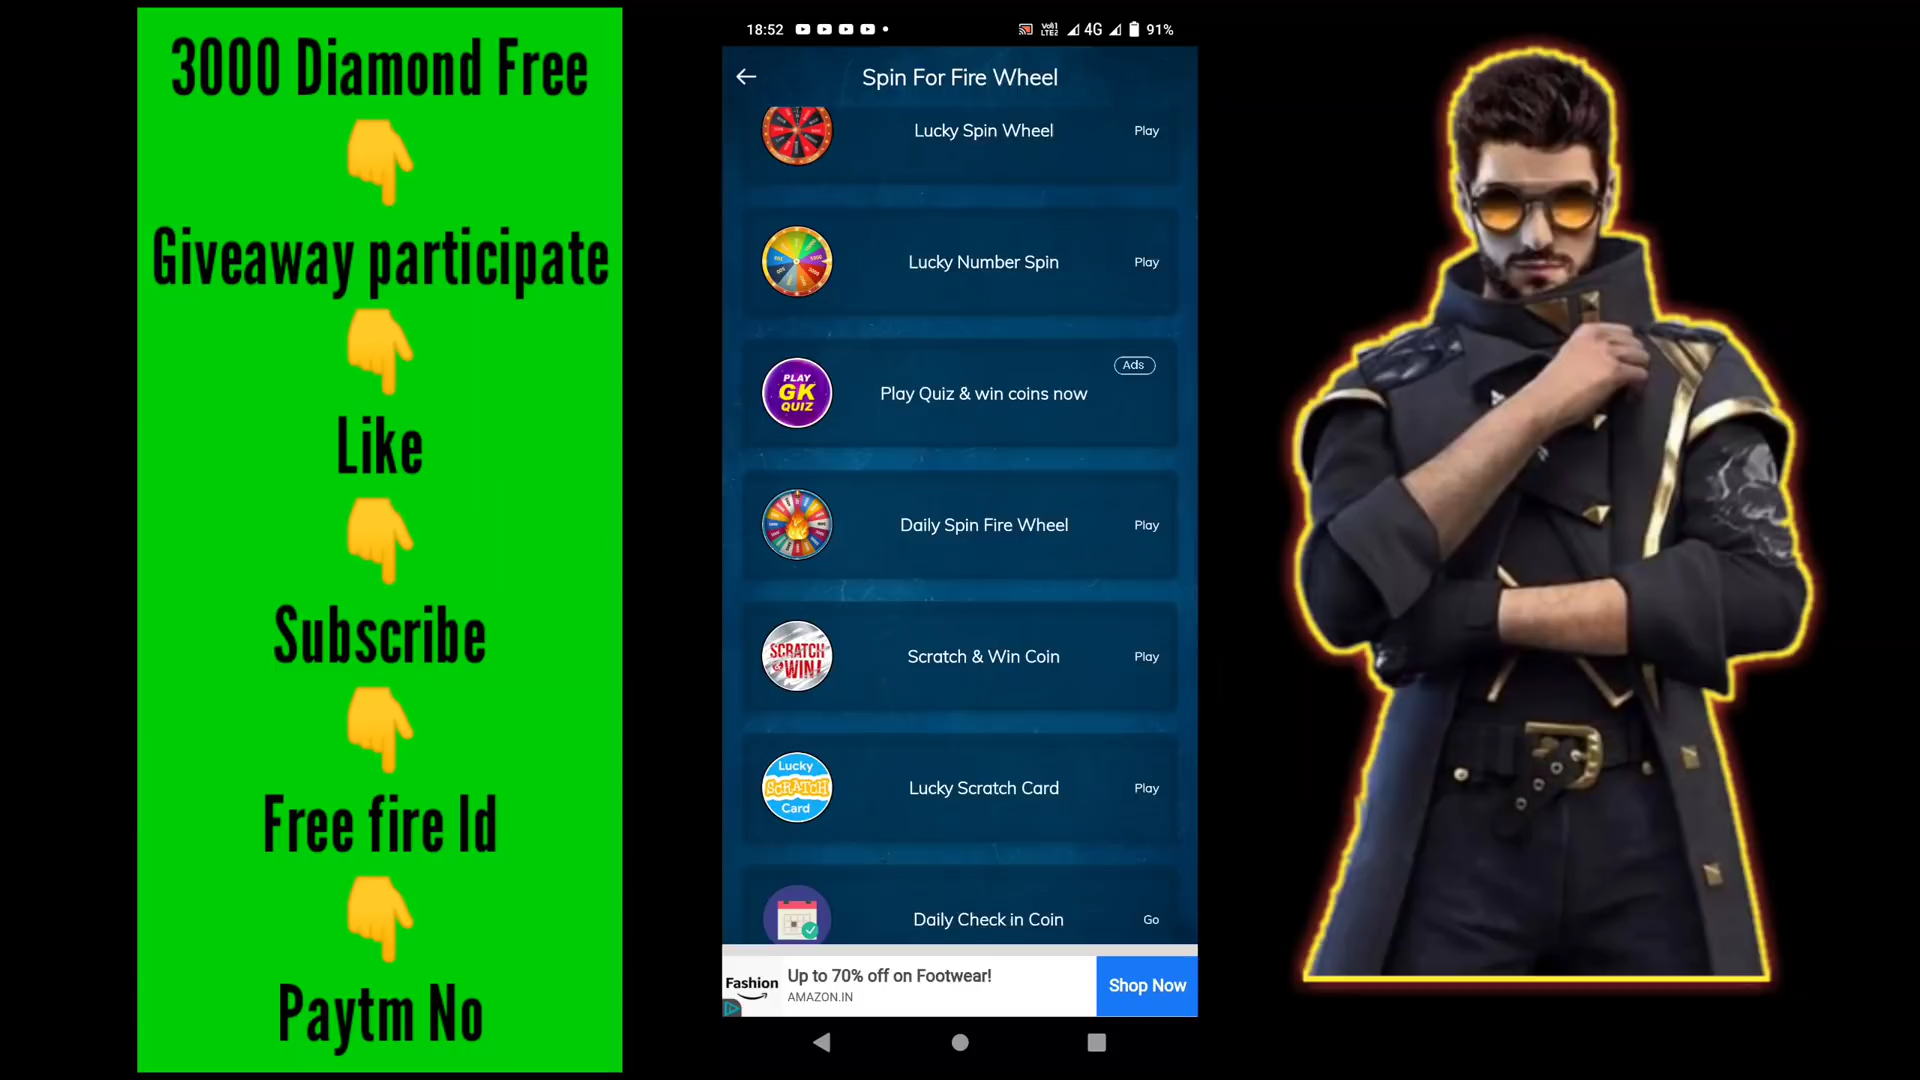 3000 Diamond Free
Giveaway participate
Like
Subscribe
Free fire Id
Paytm No
18:52
Vo)) 1
LTE2
4G
91%
Spin For Fire Wheel
Lucky Spin Wheel
Play
Lucky Number Spin
Play
PLAY
GK
QUIZ
Ads
Play Quiz & win coins now
Daily Spin Fire Wheel
Play
SCRATCH
& WIN!
Scratch & Win Coin
Play
Lucky
SCRATCH
Card
Lucky Scratch Card
Play
Daily Check in Coin
Go
Fashion
Up to 70% off on Footwear!
AMAZON.IN
Shop Now